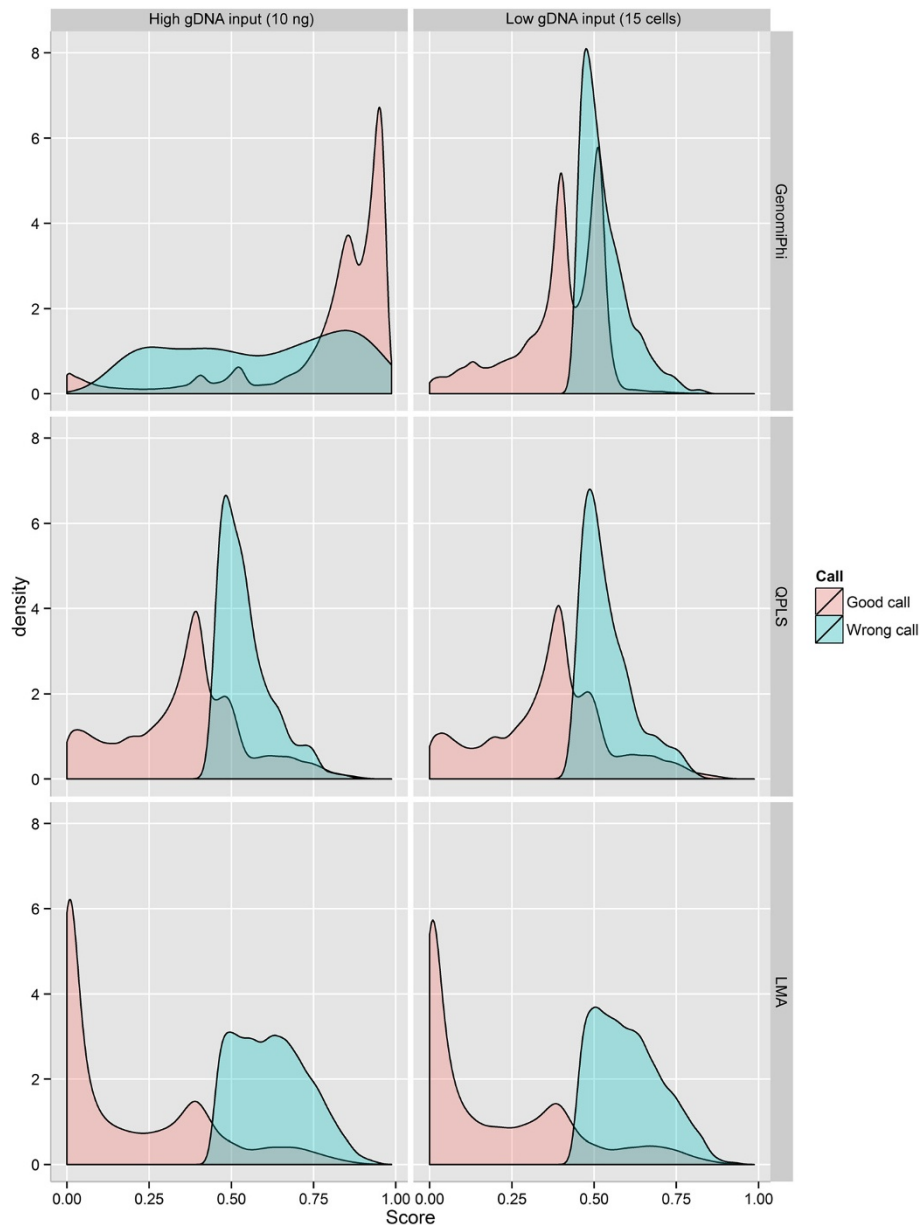 High gDNA input (10 ng)
Low gDNA input (15 cells)
8
6
4
2
0
GenomiPhi
8
6
4
2
0
QPLS
density
Call
Good call
Wrong call
8
6
4
2
0
LMA
0.00 0.25 0.50 0.75 1.00
0.00 0.25 0.50 0.75 1.00
Score